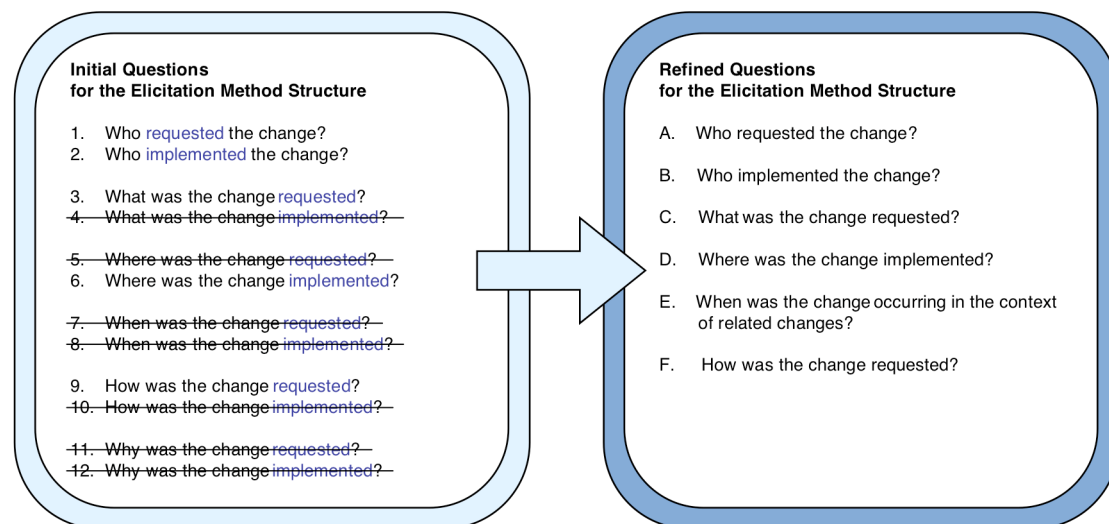 Initial Questions
for the Elicitation Method Structure
1. Who requested the change?
2. Who implemented the change?
3. What was the change requested?
4. What was the change implemented?
5. Where was the change requested?
6. Where was the change implemented?
7. When was the change requested?
8. When was the change implemented?
9. How was the change requested?
10. How was the change implemented?
11. Why was the change requested?
12. Why was the change implemented?
Refined Questions
for the Elicitation Method Structure
A. Who requested the change?
B. Who implemented the change?
C. What was the change requested?
D. Where was the change implemented?
E. When was the change occurring in the context
of related changes?
F. How was the change requested?